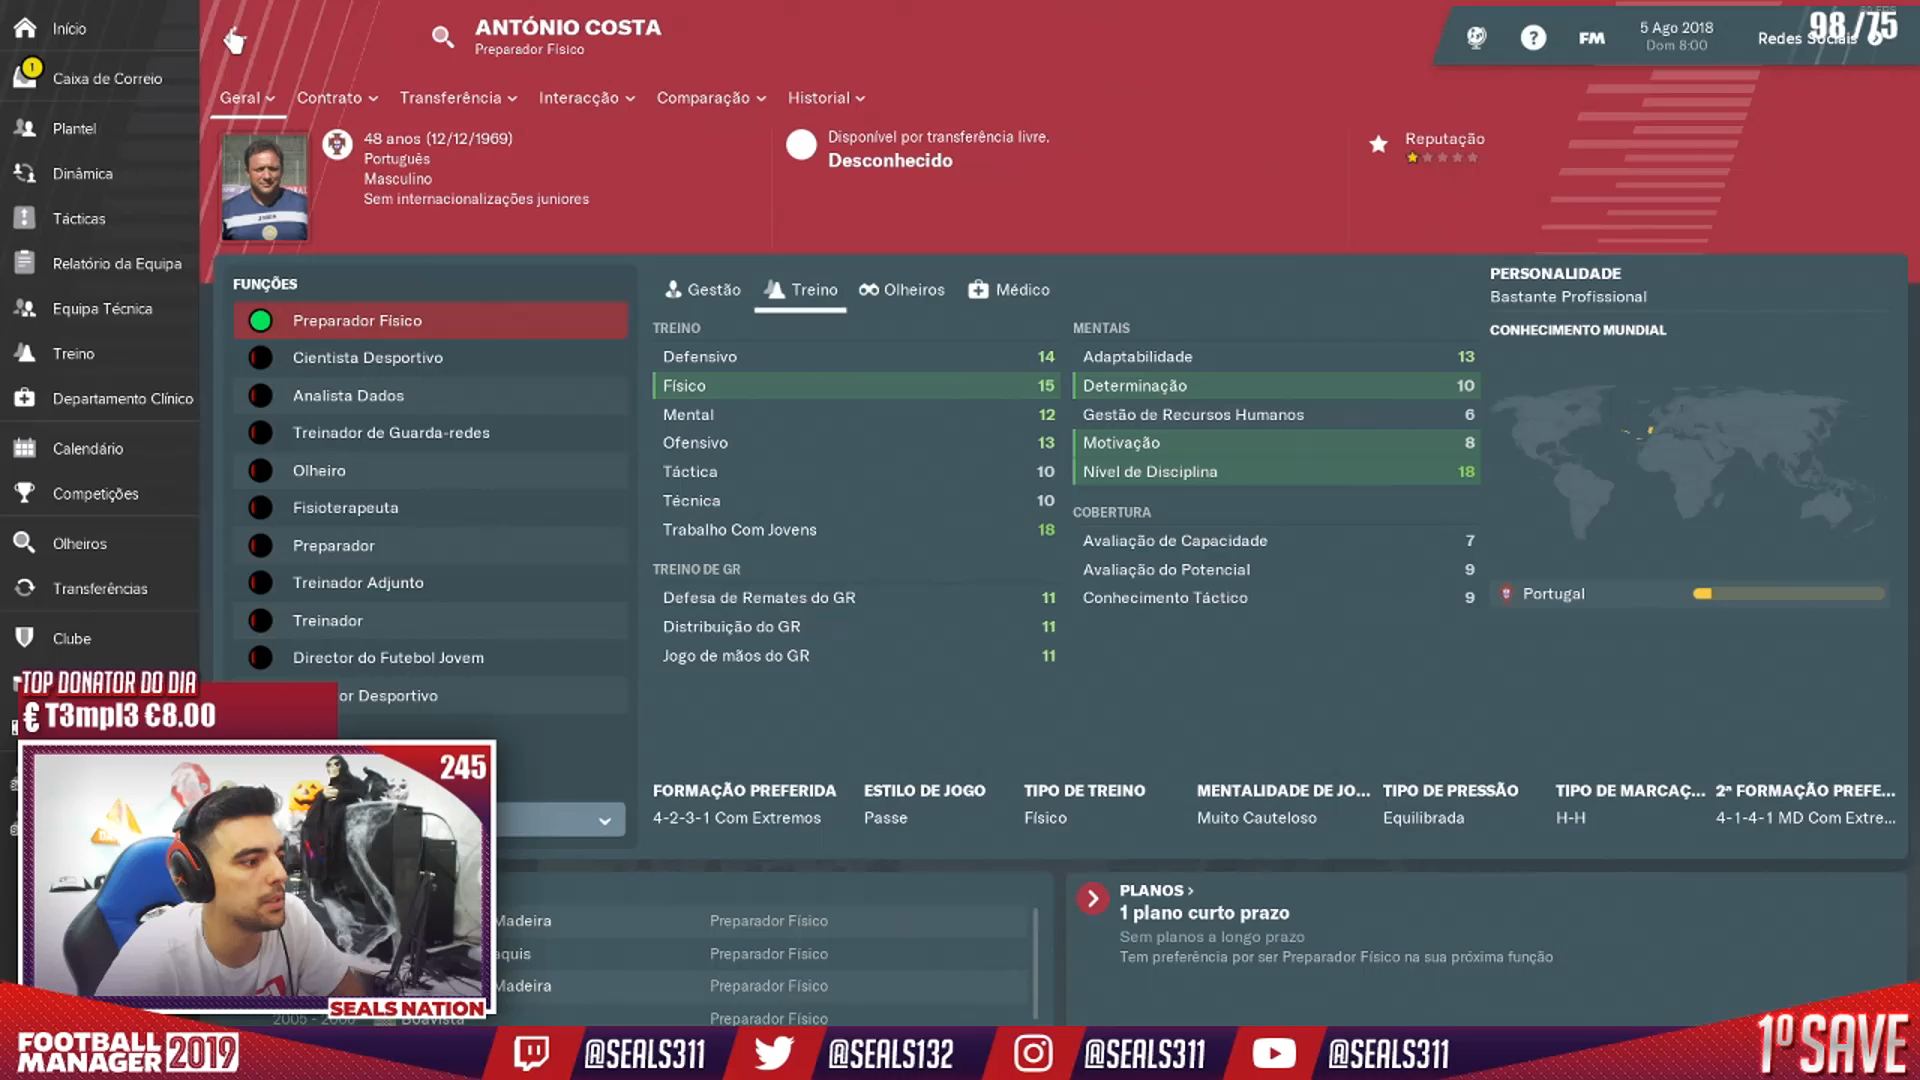 Início
Caixa de Correio
1
Plantel
Dinâmica
Tácticas
Relatório da Equipa
Equipa Técnica
Treino
Departamento Clínico
Calendário
Competições
Olheiros
Transferências
Clube
ANTÓNIO COSTA
Preparador Físico
5 Ago 2018
Dom 8:00
FM
Redes Sociais
98/75
Geral
Contrato
Transferência
Interacção
Comparação
Historial
48 anos (12/12/1969)
Português
Masculino
Sem internacionalizações juniores
Disponível por transferência livre.
Desconhecido
Reputação
FUNÇÕES
Preparador Físico
Cientista Desportivo
Analista Dados
Treinador de Guarda-redes
Olheiro
Fisioterapeuta
Preparador
Treinador Adjunto
Treinador
Director do Futebol Jovem
or Desportivo
Gestão
Treino
Olheiros
Médico
TREINO
Defensivo 14
Físico 15
Mental 12
Ofensivo 13
Táctica 10
Técnica 10
Trabalho Com Jovens 18
TREINO DE GR
Defesa de Remates do GR 11
Distribuição do GR 11
Jogo de mãos do GR 11
MENTAIS
Adaptabilidade 13
Determinação 10
Gestão de Recursos Humanos 6
Motivação 8
Nível de Disciplina 18
COBERTURA
Avaliação de Capacidade 7
Avaliação do Potencial 9
Conhecimento Táctico 9
PERSONALIDADE
Bastante Profissional
CONHECIMENTO MUNDIAL
Portugal
FORMAÇÃO PREFERIDA
4-2-3-1 Com Extremos
ESTILO DE JOGO
Passe
TIPO DE TREINO
Físico
MENTALIDADE DE JO...
Muito Cauteloso
TIPO DE PRESSÃO
Equilibrada
TIPO DE MARCAÇ...
H-H
2ª FORMAÇÃO PREFE...
4-1-4-1 MD Com Extre...
Madeira Preparador Físico
aquis Preparador Físico
Madeira Preparador Físico
Boavista Preparador Físico
PLANOS >
1 plano curto prazo
Sem planos a longo prazo
Tem preferência por ser Preparador Físico na sua próxima função
TOP DONATOR DO DIA
€ T3mpl3 €8.00
245
SEALS NATION
FOOTBALL
MANAGER 2019
@SEALS311
@SEALS132
@SEALS311
@SEALS311
1º SAVE